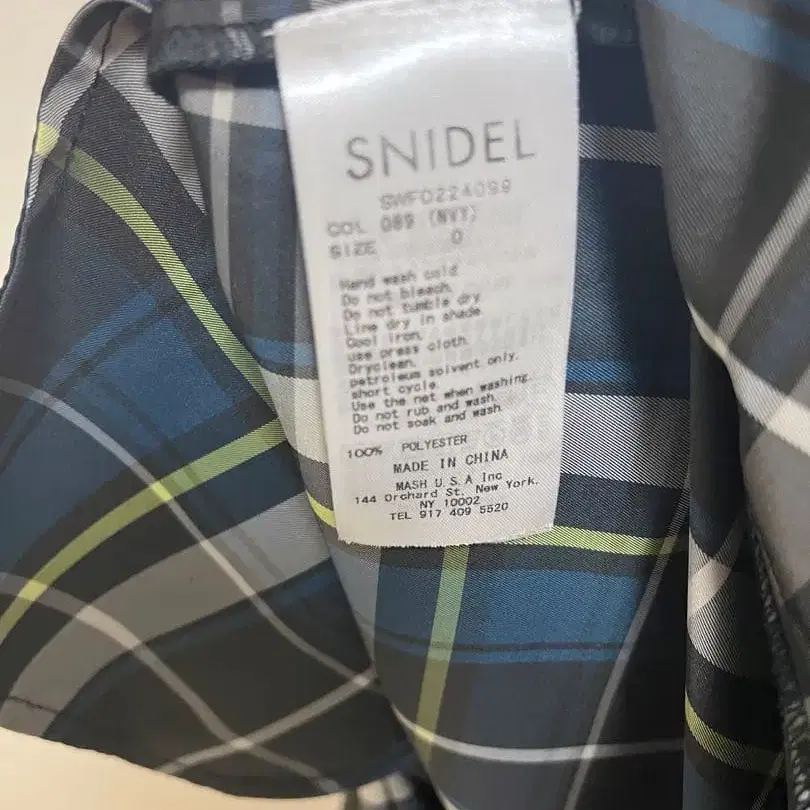 SNIDEL
SWFO224099
COL 089 (NVY)
SIZE 0
Hand wash cold
Do not bleach.
Do not tumble dry
Line dry in shade
Cool iron.
use press cloth.
Dryclean.
petroleum solvent only.
short cycle.
Use the net when washing.
Do not rub and wash.
Do not soak and wash.
100% POLYESTER
MADE IN CHINA
MASH U.S.A Inc
144 Orchard St. New York.
NY 10002
TEL 917 409 5520